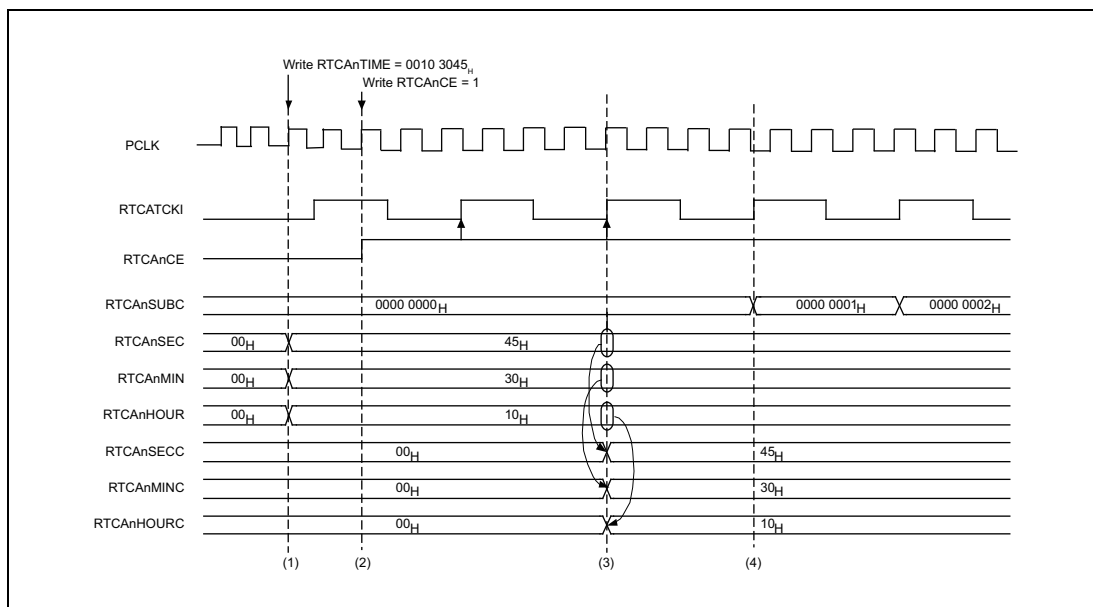 Write RTCAnTIME = 0010 3045H
Write RTCAnCE = 1
PCLK
RTCATCKI
RTCAnCE
RTCAnSUBC 0000 0000H 0000 0001H 0000 0002H
RTCAnSEC 00H 45H
RTCAnMIN 00H 30H
RTCAnHOUR 00H 10H
RTCAnSECC 00H 45H
RTCAnMINC 00H 30H
RTCAnHOURC 00H 10H
(1) (2) (3) (4)